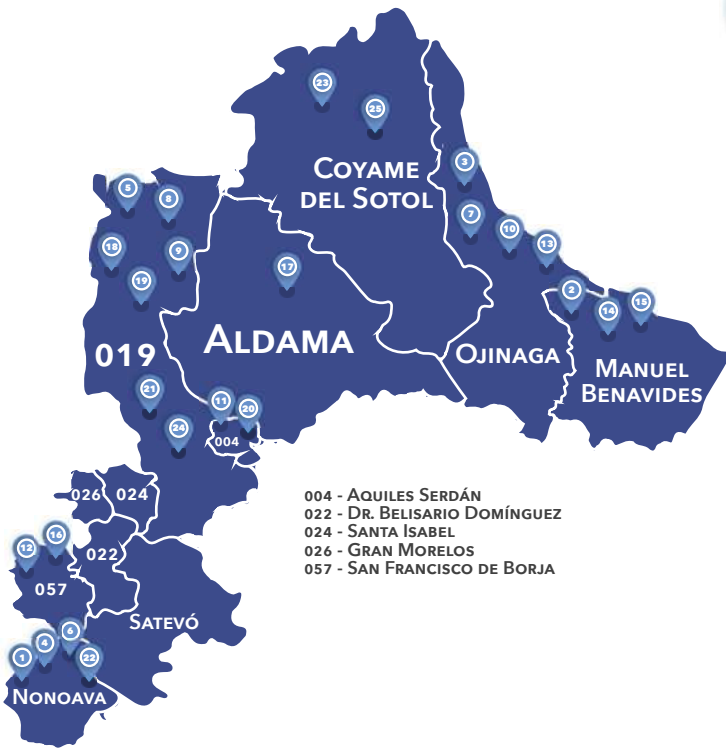 23
25
COYAME
DEL SOTOL
3
5
8
7
10
18
9
13
17
19
2
14
15
019
ALDAMA
OJINAGA
MANUEL
BENAVIDES
21
11
20
24
004
026
024
004 - AQUILES SERDÁN
022 - DR. BELISARIO DOMÍNGUEZ
024 - SANTA ISABEL
026 - GRAN MORELOS
057 - SAN FRANCISCO DE BORJA
12
16
022
057
SATEVÓ
6
4
1
22
NONOAVA